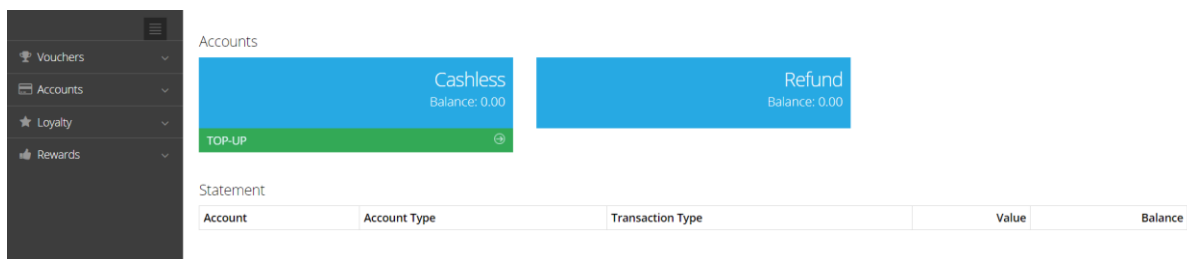 Vouchers
Accounts
Loyalty
Rewards
Accounts
Cashless
Balance: 0.00
TOP-UP
Refund
Balance: 0.00
Statement
Account Account Type Transaction Type Value Balance